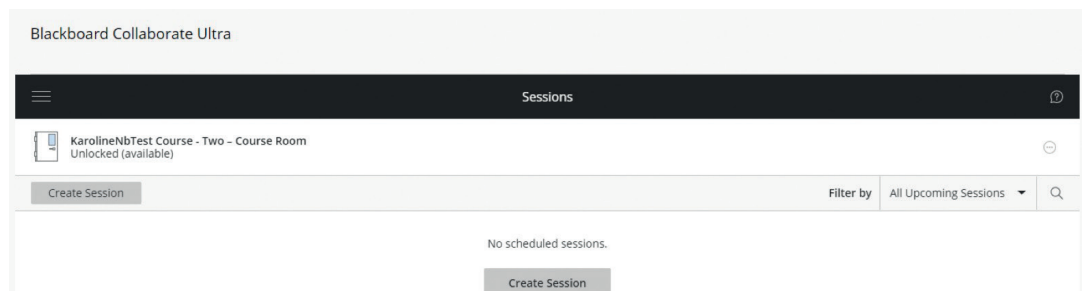 Blackboard Collaborate Ultra
Sessions
KarolineNbTest Course - Two – Course Room
Unlocked (available)
Create Session
Filter by
All Upcoming Sessions
No scheduled sessions.
Create Session